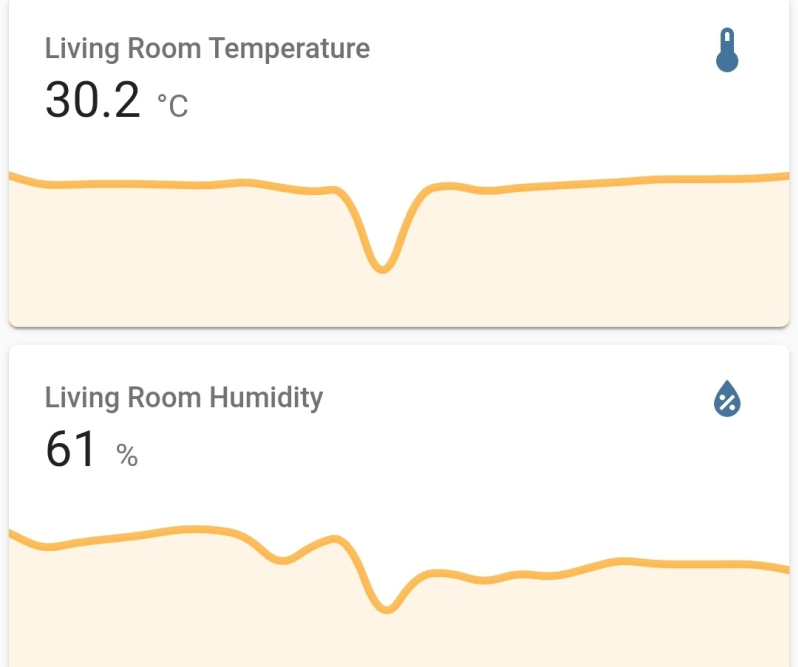 Living Room Temperature
30.2 °C
Living Room Humidity
61 %